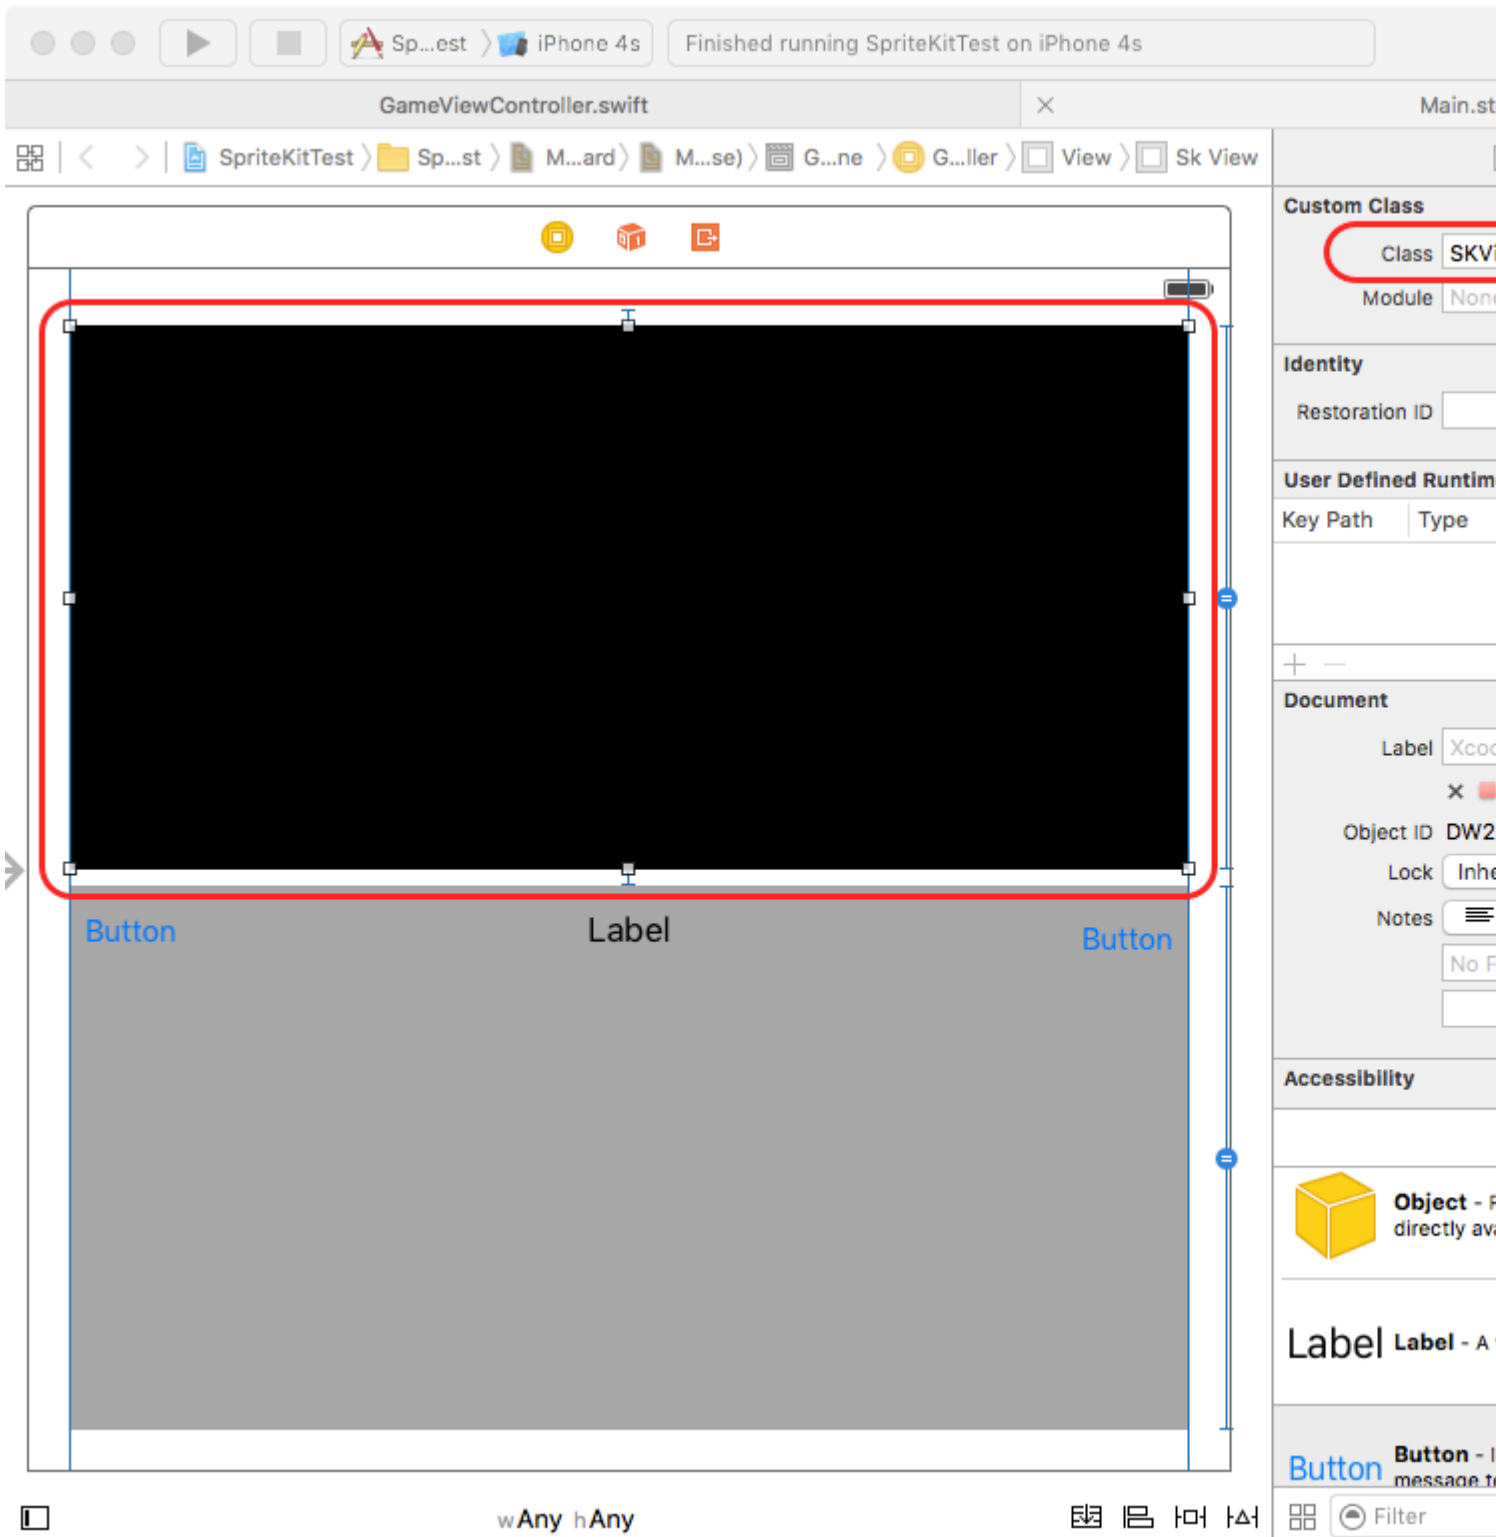 Sp...est iPhone 4s Finished running SpriteKitTest on iPhone 4s
GameViewController.swift Main.st
SpriteKitTest Sp...st M...ard M...se) G...ne G...ller View Sk View
Custom Class
Class SKVi
Module None
Identity
Restoration ID
User Defined Runtim
Key Path Type
Document
Label Xcod
Object ID DW2
Lock Inhe
Notes
No F
Button Label Button
Accessibility
Object - F
directly ava
Label Label - A
Button Button - I
message to
w Any h Any
Filter